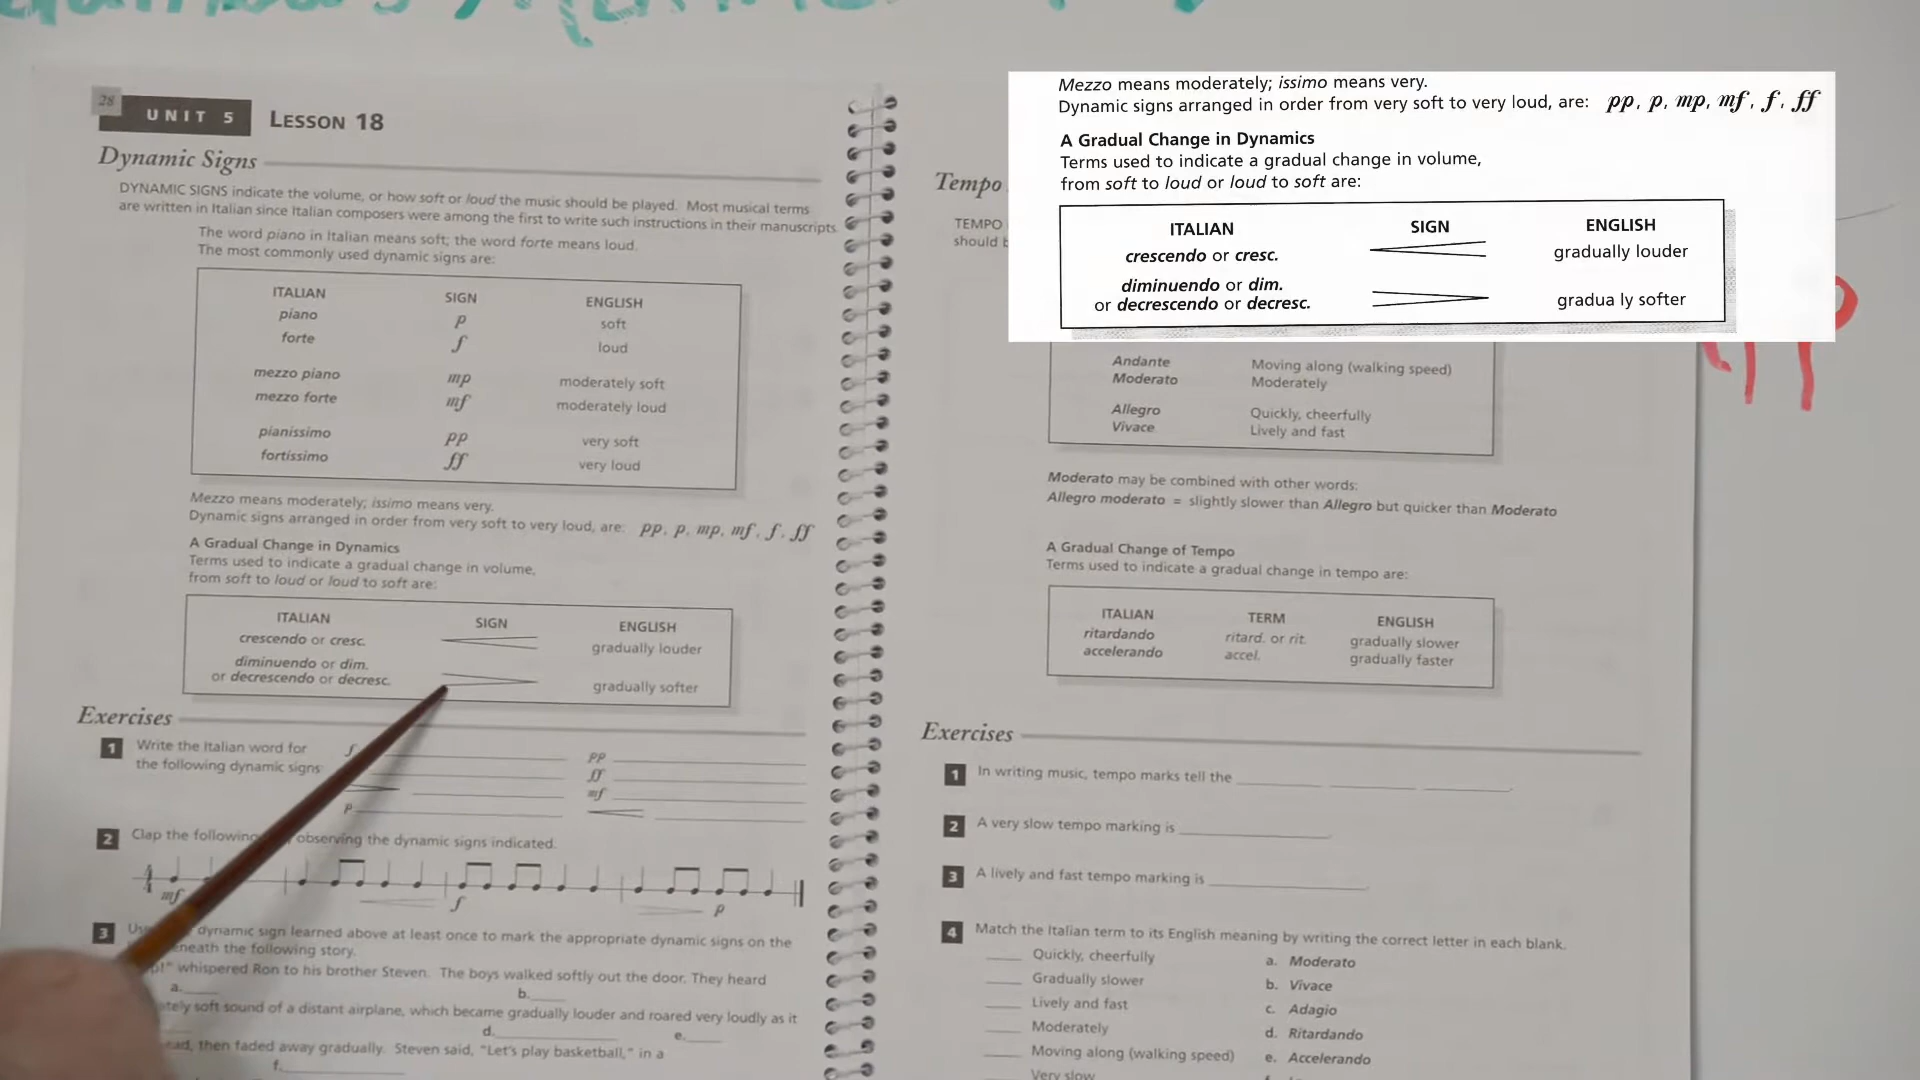 28
UNIT 5 LESSON 18
Dynamic Signs
DYNAMIC SIGNS indicate the volume, or how soft or loud the music should be played. Most musical terms
are written in Italian since Italian composers were among the first to write such instructions in their manuscripts.
The word piano in Italian means soft; the word forte means loud.
The most commonly used dynamic signs are:
ITALIAN SIGN ENGLISH
piano p soft
forte f loud
mezzo piano mp moderately soft
mezzo forte mf moderately loud
pianissimo pp very soft
fortissimo ff very loud
Mezzo means moderately; issimo means very.
Dynamic signs arranged in order from very soft to very loud, are: pp, p, mp, mf, f, ff
A Gradual Change in Dynamics
Terms used to indicate a gradual change in volume,
from soft to loud or loud to soft are:
ITALIAN SIGN ENGLISH
crescendo or cresc. gradually louder
diminuendo or dim.
or decrescendo or decresc. gradually softer
Exercises
1 Write the Italian word for
the following dynamic signs:
f pp
ff
mf
p
2 Clap the following observing the dynamic signs indicated.
4
4
mf f p
3 dynamic sign learned above at least once to mark the appropriate dynamic signs on the
neath the following story.
whispered Ron to his brother Steven. The boys walked softly out the door. They heard
a. b.
soft sound of a distant airplane, which became gradually louder and roared very loudly as it
d. e.
then faded away gradually. Steven said, "Let's play basketball," in a
f.
Mezzo means moderately; issimo means very.
Dynamic signs arranged in order from very soft to very loud, are: pp, p, mp, mf, f, ff
A Gradual Change in Dynamics
Terms used to indicate a gradual change in volume,
from soft to loud or loud to soft are:
ITALIAN SIGN ENGLISH
crescendo or cresc. gradually louder
diminuendo or dim.
or decrescendo or decresc. gradua ly softer
Tempo
TEMPO
should b
Andante Moving along (walking speed)
Moderato Moderately
Allegro Quickly, cheerfully
Vivace Lively and fast
Moderato may be combined with other words:
Allegro moderato = slightly slower than Allegro but quicker than Moderato
A Gradual Change of Tempo
Terms used to indicate a gradual change in tempo are:
ITALIAN TERM ENGLISH
ritardando ritard. or rit. gradually slower
accelerando accel. gradually faster
Exercises
1 In writing music, tempo marks tell the
2 A very slow tempo marking is
3 A lively and fast tempo marking is
4 Match the Italian term to its English meaning by writing the correct letter in each blank.
Quickly, cheerfully a. Moderato
Gradually slower b. Vivace
Lively and fast c. Adagio
Moderately d. Ritardando
Moving along (walking speed) e. Accelerando
Very slow